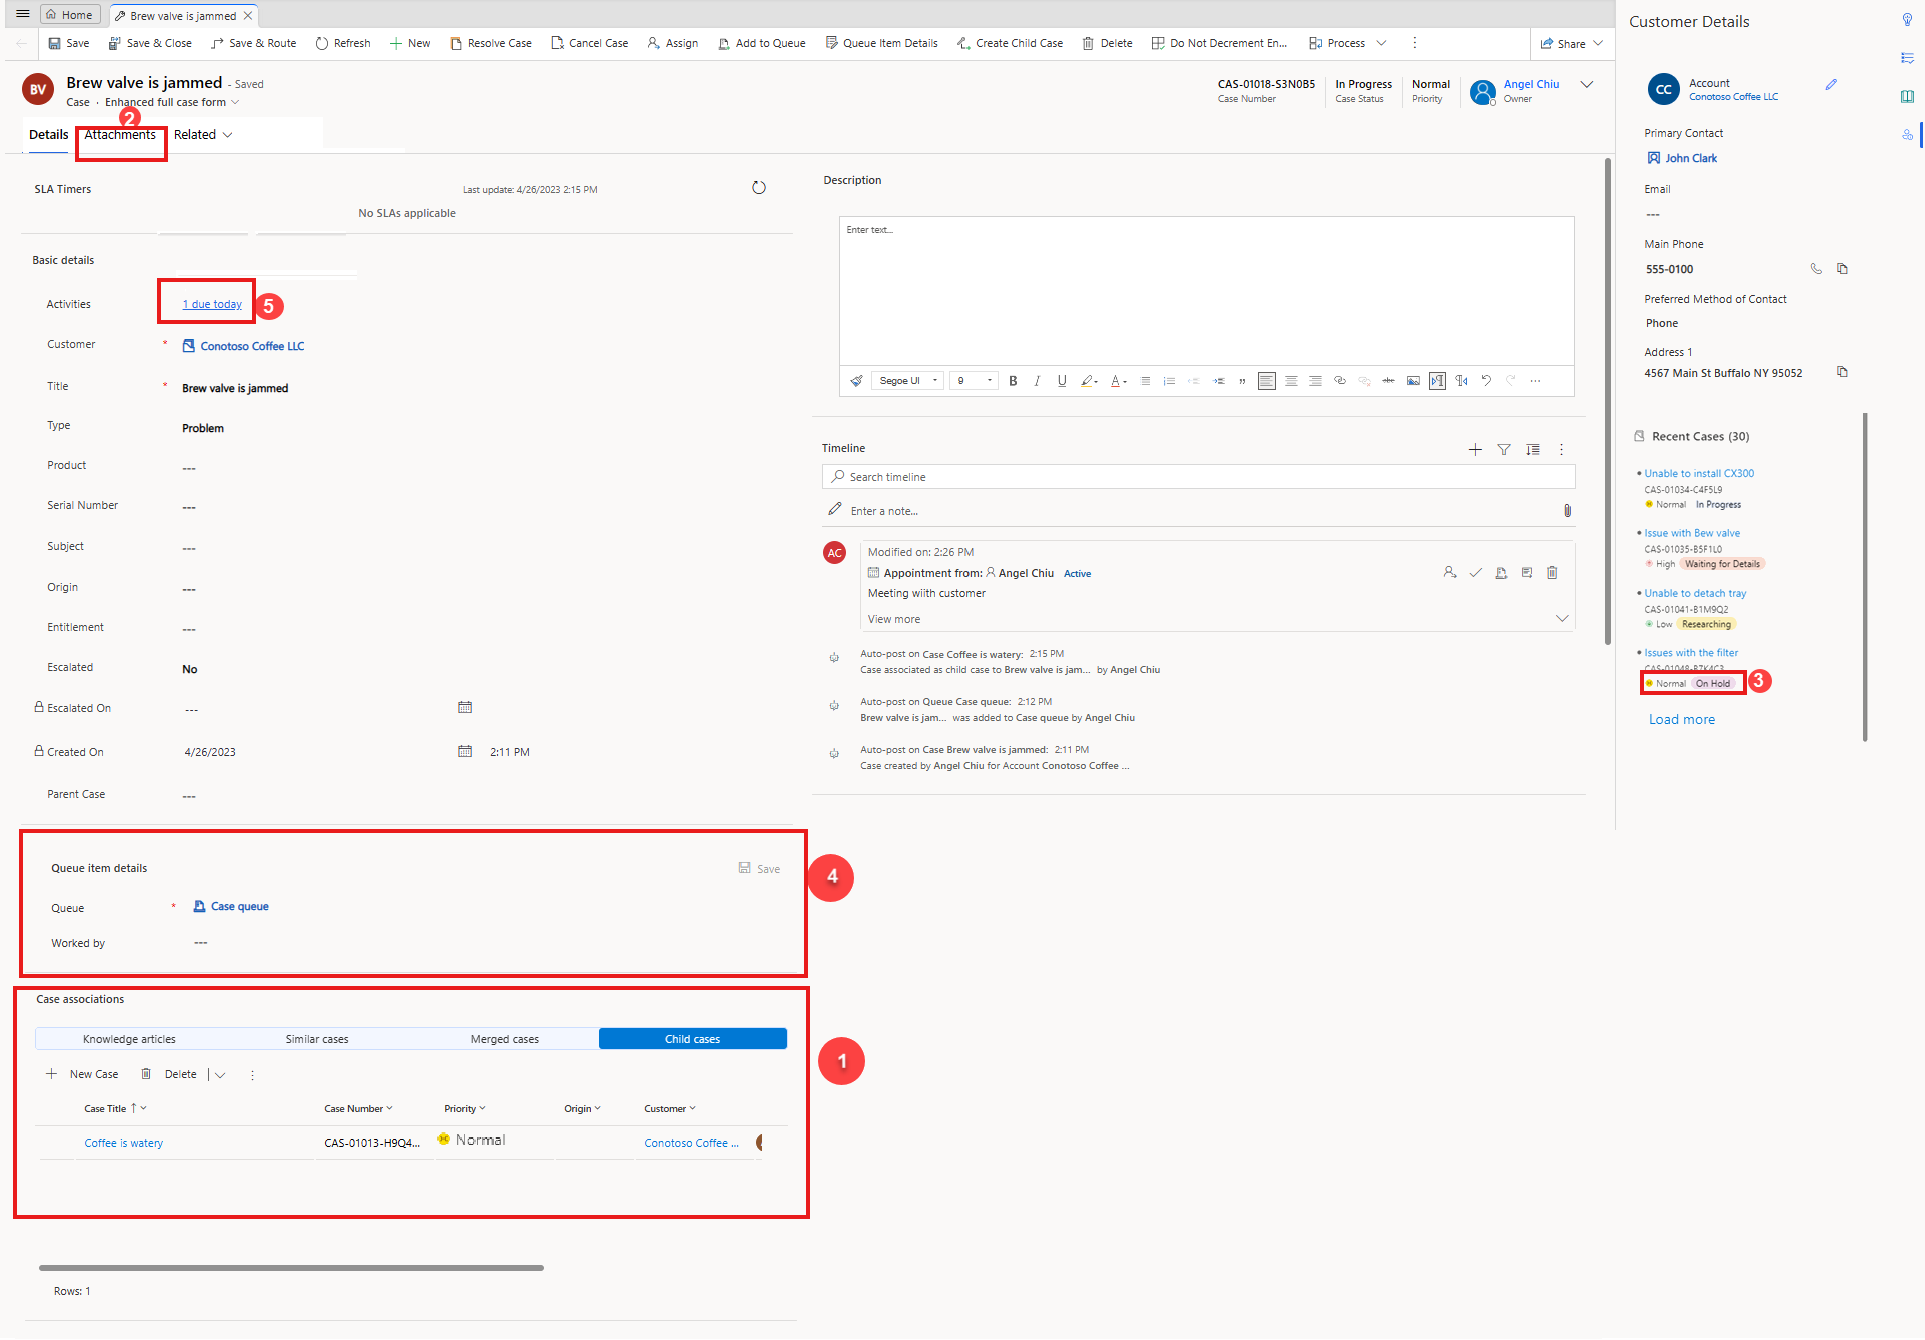 Home
Brew valve is jammed
Save
Save & Close
Save & Route
Refresh
New
Resolve Case
Cancel Case
Assign
Add to Queue
Queue Item Details
Create Child Case
Delete
Do Not Decrement En...
Process
Share
BV
Brew valve is jammed - Saved
Case · Enhanced full case form
CAS-01018-S3N0B5
Case Number
In Progress
Case Status
Normal
Priority
Angel Chiu
Owner
2
Details
Attachments
Related
SLA Timers
Last update: 4/26/2023 2:15 PM
No SLAs applicable
Basic details
Activities
1 due today
5
Customer
*
Conotoso Coffee LLC
Title
*
Brew valve is jammed
Type
Problem
Product
---
Serial Number
---
Subject
---
Origin
---
Entitlement
---
Escalated
No
Escalated On
---
Created On
4/26/2023
2:11 PM
Parent Case
---
Queue item details
Save
Queue
*
Case queue
Worked by
---
4
Case associations
Knowledge articles
Similar cases
Merged cases
Child cases
New Case
Delete
Case Title
Case Number
Priority
Origin
Customer
Coffee is watery
CAS-01013-H9Q4...
Normal
Conotoso Coffee ...
1
Rows: 1
Description
Enter text...
Segoe UI
9
B
I
U
A
Timeline
Search timeline
Enter a note...
AC
Modified on: 2:26 PM
Appointment from: Angel Chiu Active
Meeting wiith customer
View more
Auto-post on Case Coffee is watery: 2:15 PM
Case associated as child case to Brew valve is jam... by Angel Chiu
Auto-post on Queue Case queue: 2:12 PM
Brew valve is jam... was added to Case queue by Angel Chiu
Auto-post on Case Brew valve is jammed: 2:11 PM
Case created by Angel Chiu for Account Conotoso Coffee ...
Customer Details
CC
Account
Conotoso Coffee LLC
Primary Contact
John Clark
Email
---
Main Phone
555-0100
Preferred Method of Contact
Phone
Address 1
4567 Main St Buffalo NY 95052
Recent Cases (30)
Unable to install CX300
CAS-01034-C4F5L9
Normal In Progress
Issue with Bew valve
CAS-01035-B5F1L0
High Waiting for Details
Unable to detach tray
CAS-01041-B1M9Q2
Low Researching
Issues with the filter
CAS-01048-B7K4C3
Normal On Hold
3
Load more